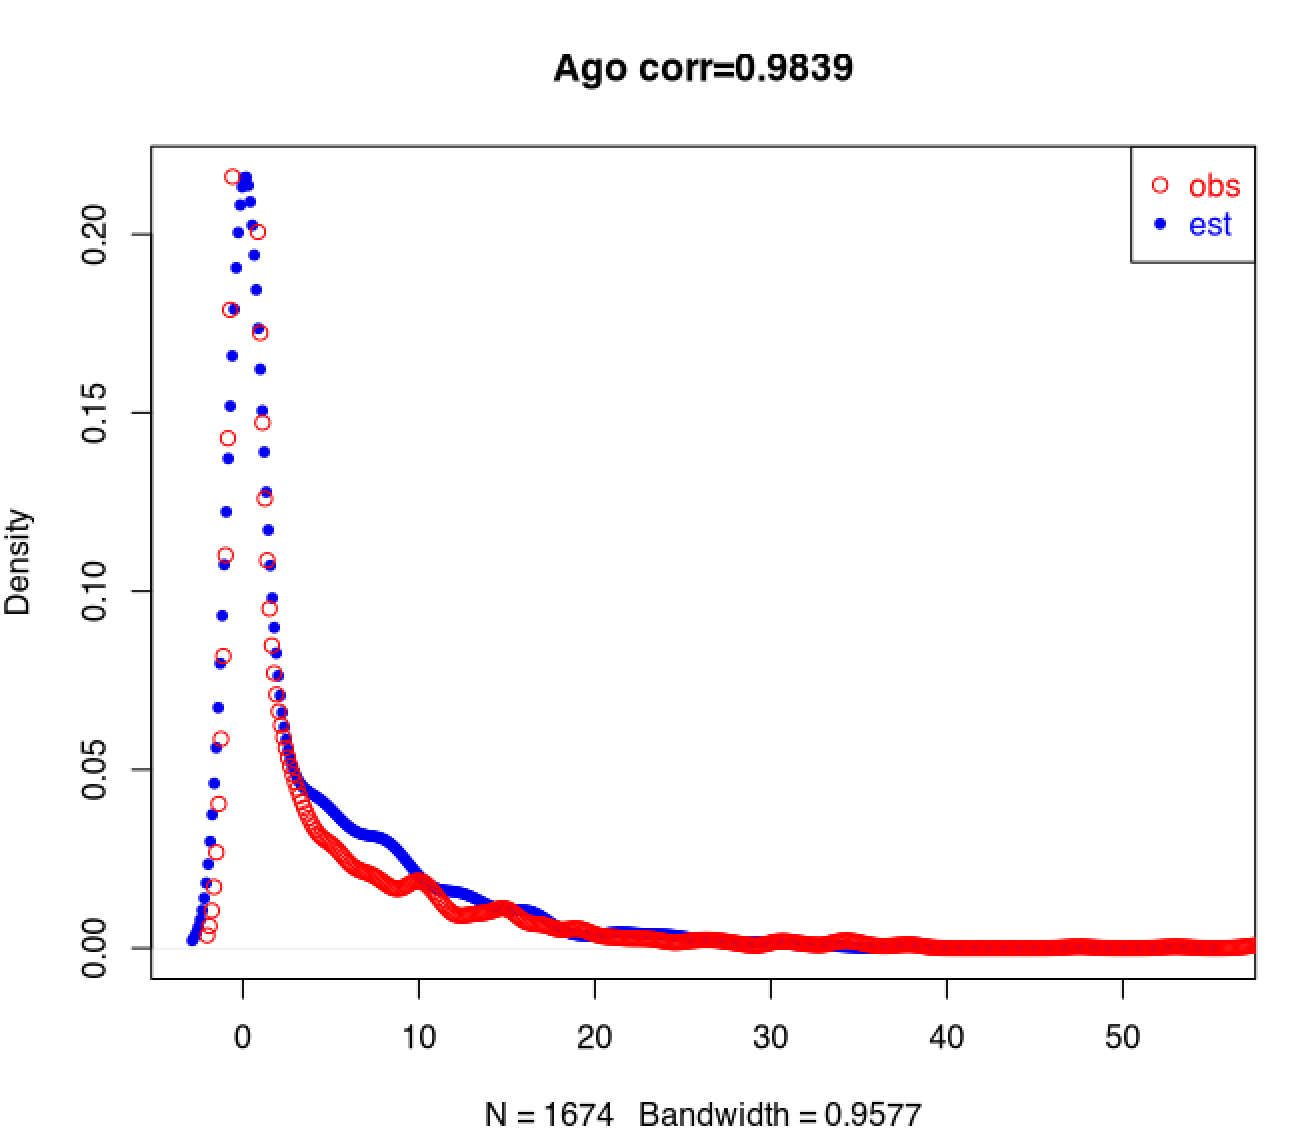 Ago corr=0.9839
obs
est
Density
0.20
0.15
0.10
0.05
0.00
0 10 20 30 40 50
N = 1674 Bandwidth = 0.9577